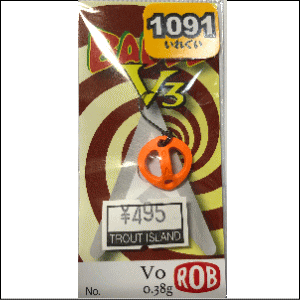 1091
いれぐい
V3
¥495
TROUT ISLAND
Vo
ROB
No.
0.38g